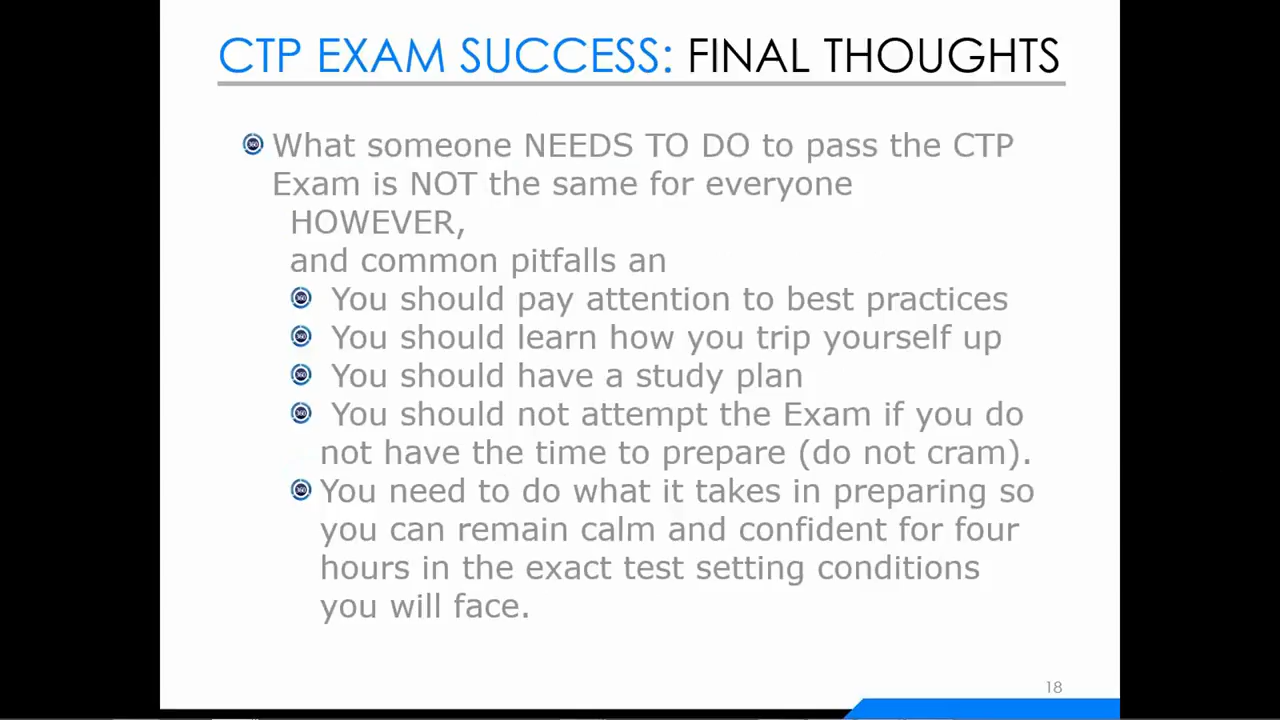 CTP EXAM SUCCESS: FINAL THOUGHTS
What someone NEEDS TO DO to pass the CTP
Exam is NOT the same for everyone
HOWEVER,
and common pitfalls an
You should pay attention to best practices
You should learn how you trip yourself up
You should have a study plan
You should not attempt the Exam if you do
not have the time to prepare (do not cram).
You need to do what it takes in preparing so
you can remain calm and confident for four
hours in the exact test setting conditions
you will face.
18